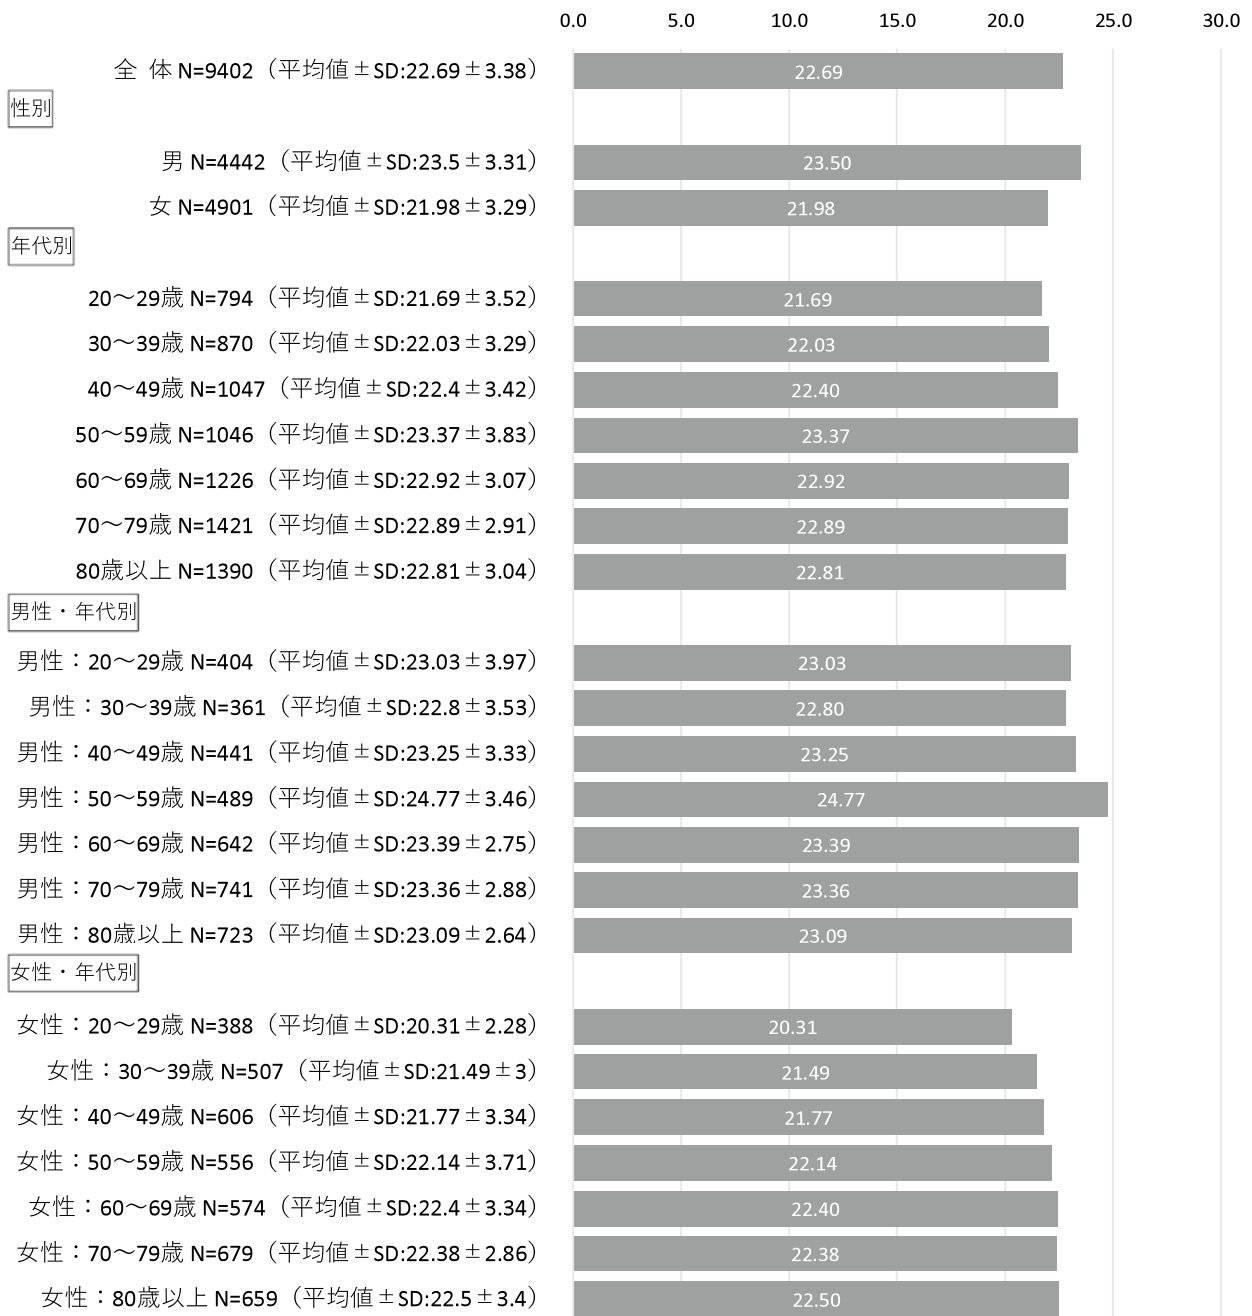 0.0 5.0 10.0 15.0 20.0 25.0 30.0
全 体 N=9402（平均値±SD:22.69±3.38） 22.69
性別
男 N=4442（平均値±SD:23.5±3.31） 23.50
女 N=4901（平均値±SD:21.98±3.29） 21.98
年代別
20～29歳 N=794（平均値±SD:21.69±3.52） 21.69
30～39歳 N=870（平均値±SD:22.03±3.29） 22.03
40～49歳 N=1047（平均値±SD:22.4±3.42） 22.40
50～59歳 N=1046（平均値±SD:23.37±3.83） 23.37
60～69歳 N=1226（平均値±SD:22.92±3.07） 22.92
70～79歳 N=1421（平均値±SD:22.89±2.91） 22.89
80歳以上 N=1390（平均値±SD:22.81±3.04） 22.81
男性・年代別
男性：20～29歳 N=404（平均値±SD:23.03±3.97） 23.03
男性：30～39歳 N=361（平均値±SD:22.8±3.53） 22.80
男性：40～49歳 N=441（平均値±SD:23.25±3.33） 23.25
男性：50～59歳 N=489（平均値±SD:24.77±3.46） 24.77
男性：60～69歳 N=642（平均値±SD:23.39±2.75） 23.39
男性：70～79歳 N=741（平均値±SD:23.36±2.88） 23.36
男性：80歳以上 N=723（平均値±SD:23.09±2.64） 23.09
女性・年代別
女性：20～29歳 N=388（平均値±SD:20.31±2.28） 20.31
女性：30～39歳 N=507（平均値±SD:21.49±3） 21.49
女性：40～49歳 N=606（平均値±SD:21.77±3.34） 21.77
女性：50～59歳 N=556（平均値±SD:22.14±3.71） 22.14
女性：60～69歳 N=574（平均値±SD:22.4±3.34） 22.40
女性：70～79歳 N=679（平均値±SD:22.38±2.86） 22.38
女性：80歳以上 N=659（平均値±SD:22.5±3.4） 22.50